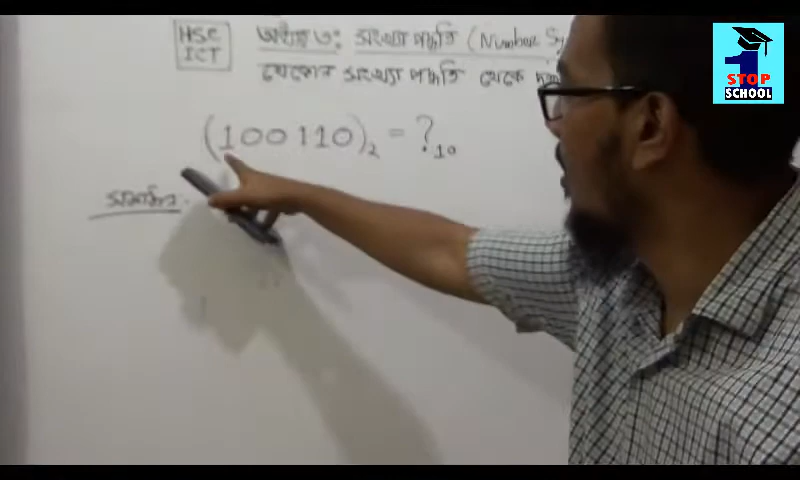 HSC
ICT
অধ্যায় ৩: সংখ্যা পদ্ধতি (Number Sy
যেকোন সংখ্যা পদ্ধতি থেকে
(100110)₂ = ?₁₀
সমাধান:
1
STOP
SCHOOL